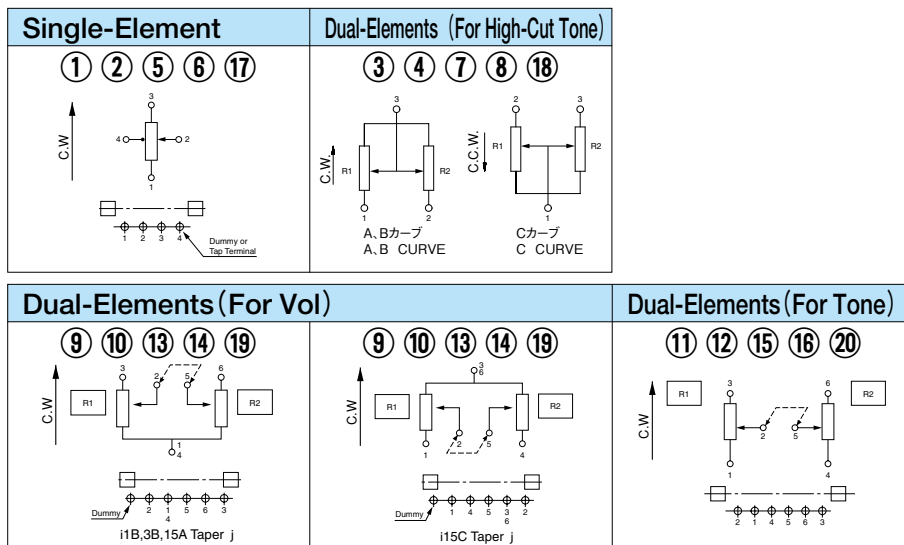 Single-Element
① ② ⑤ ⑥ ⑰
3
C.W
4 2
1
1 2 3 4
Dummy or
Tap Terminal
Dual-Elements (For High-Cut Tone)
③ ④ ⑦ ⑧ ⑱
3
C.W.
R1 R2
1 2
A、Bカーブ
A、B CURVE
2 3
C.C.W.
R1 R2
1
Cカーブ
C CURVE
Dual-Elements(For Vol)
⑨ ⑩ ⑬ ⑭ ⑲
3 2 5 6
C.W
R1 R2
1
4
Dummy
2 1 5 6 3
4
i1B,3B,15A Taper j
⑨ ⑩ ⑬ ⑭ ⑲
3
6
C.W
R1 R2
1 2 5 4
Dummy
1 4 5 3 2
6
i15C Taper j
Dual-Elements(For Tone)
⑪ ⑫ ⑮ ⑯ ⑳
R1 R2
3 6
C.W
2 5
1 4
2 1 4 5 6 3